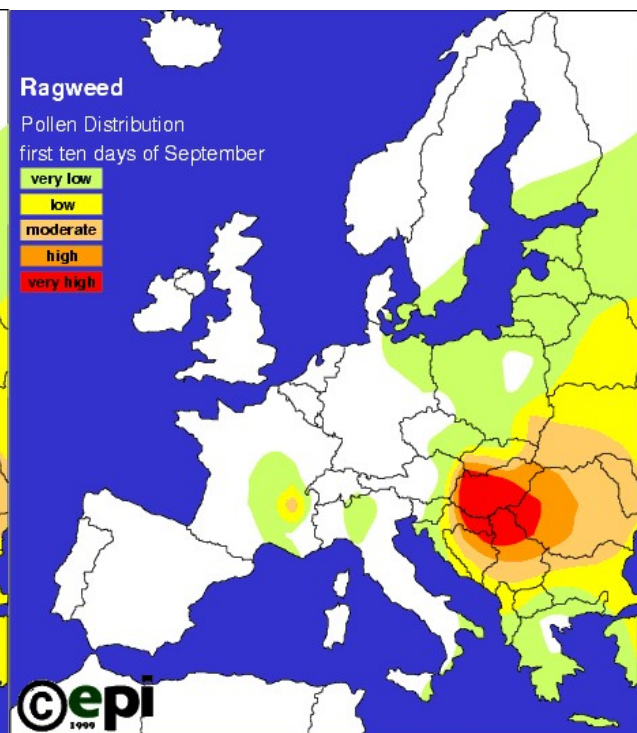 Ragweed
Pollen Distribution
first ten days of September
very low
low
moderate
high
very high
©epi
1999